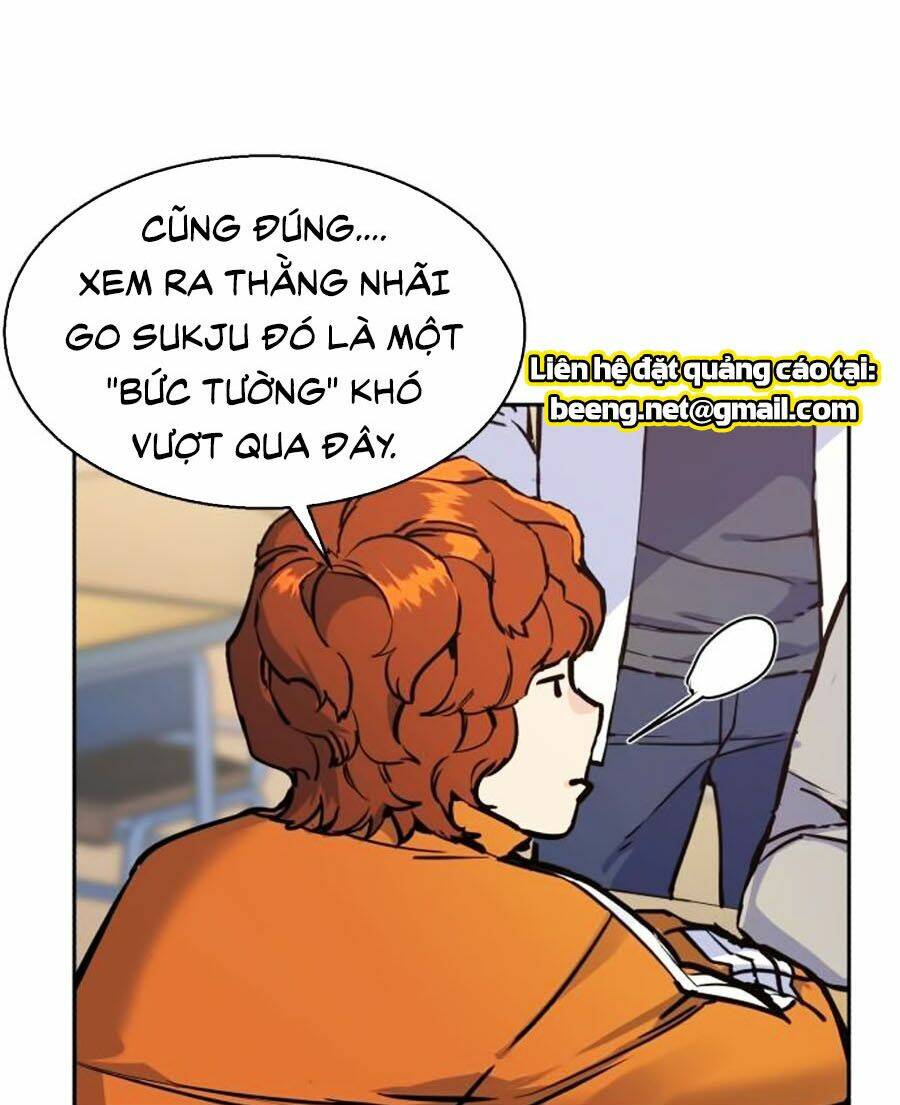 CŨNG ĐÚNG....
XEM RA THẰNG NHÃI
GO SUKJU ĐÓ LÀ MỘT
"BỨC TƯỜNG" KHÓ
VƯỢT QUA ĐÂY.
Liên hệ đặt quảng cáo tại:
beeng.net@gmail.com